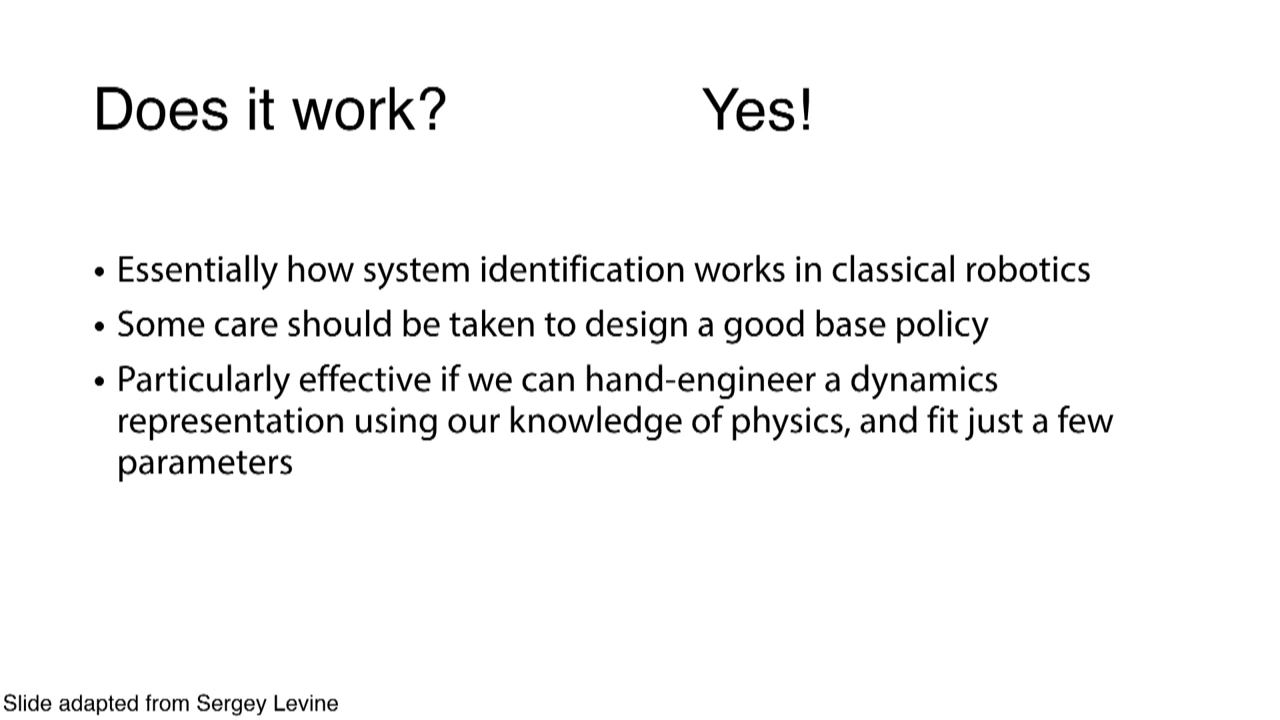 Does it work? Yes!
• Essentially how system identification works in classical robotics
• Some care should be taken to design a good base policy
• Particularly effective if we can hand-engineer a dynamics
representation using our knowledge of physics, and fit just a few
parameters
Slide adapted from Sergey Levine